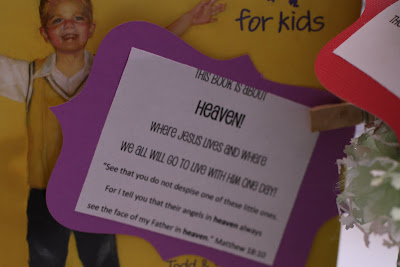 for kids
THIS BOOK IS ABOUT
HEAVEN!
WHERE JESUS LIVES AND WHERE
WE ALL WILL GO TO LIVE WITH HIM ONE DAY!
"See that you do not despise one of these little ones.
For I tell you that their angels in heaven always
see the face of my Father in heaven." Matthew 18:10
Todd